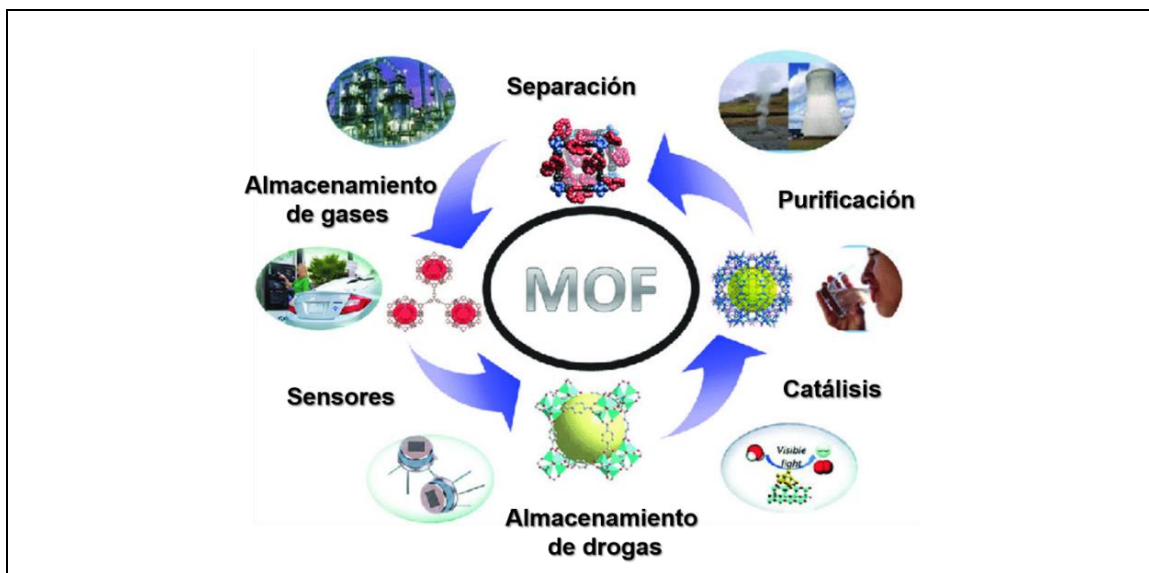 Separación
Almacenamiento
de gases
Purificación
MOF
Sensores
Catálisis
Visible
light
Almacenamiento
de drogas